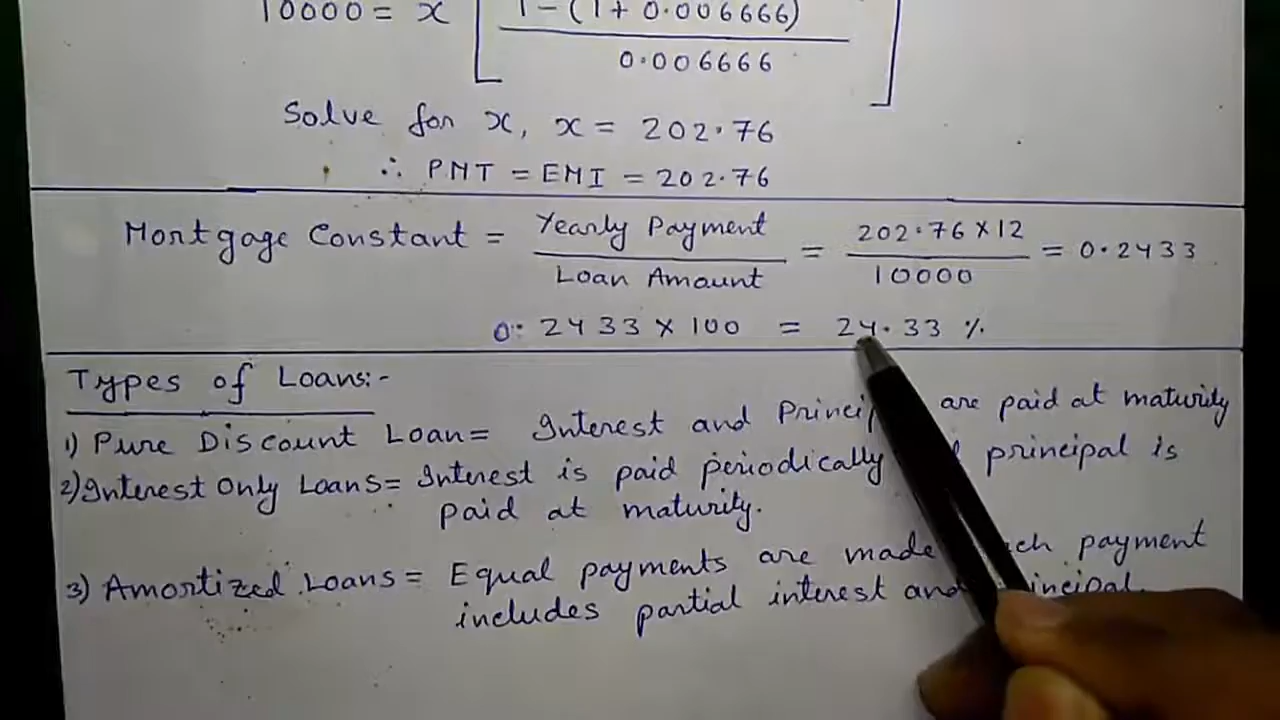 10000 = x [ 1 - (1 + 0.006666)
0.006666 ]
Solve for x, x = 202.76
∴ PMT = EMI = 202.76
Mortgage Constant = Yearly Payment / Loan Amount = 202.76 X 12 / 10000 = 0.2433
0.2433 X 100 = 24.33 %
Types of Loans:-
1) Pure Discount Loan = Interest and are paid at maturity
2) Interest Only Loans = Interest is paid periodically principal is
paid at maturity.
3) Amortized Loans = Equal payments are made payment
includes partial interest and